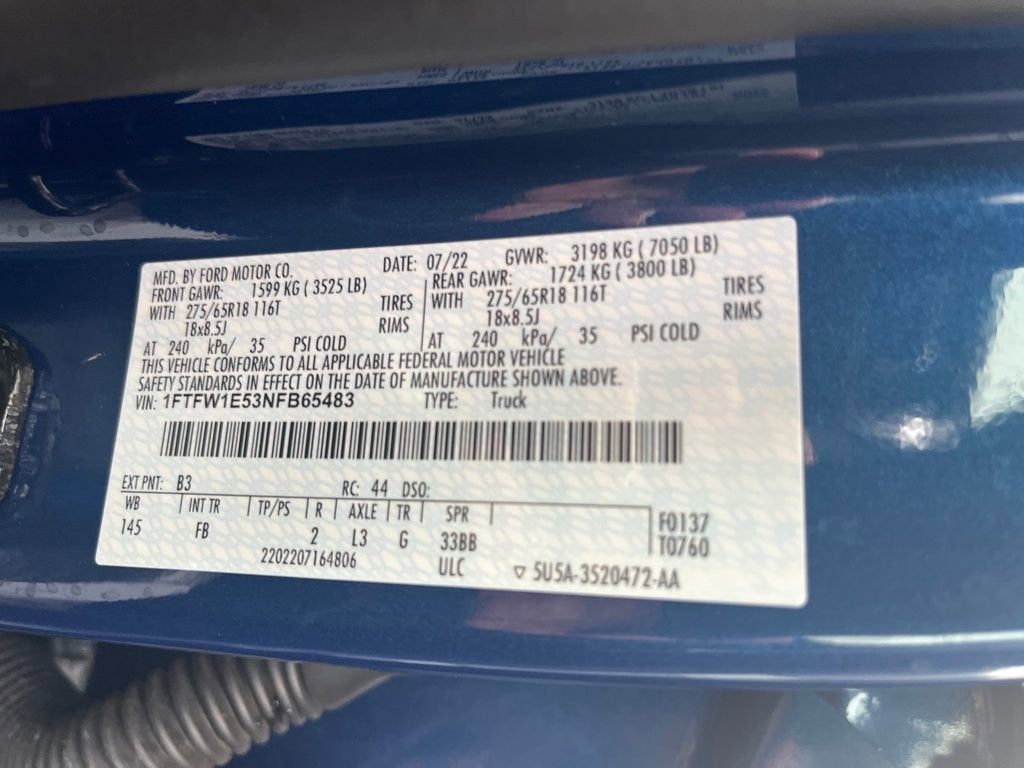 MFD. BY FORD MOTOR CO. DATE: 07/22 GVWR: 3198 KG ( 7050 LB)
FRONT GAWR: 1599 KG ( 3525 LB) REAR GAWR: 1724 KG ( 3800 LB)
WITH 275/65R18 116T TIRES WITH 275/65R18 116T TIRES
18x8.5J RIMS 18x8.5J RIMS
AT 240 kPa/ 35 PSI COLD AT 240 kPa/ 35 PSI COLD
THIS VEHICLE CONFORMS TO ALL APPLICABLE FEDERAL MOTOR VEHICLE
SAFETY STANDARDS IN EFFECT ON THE DATE OF MANUFACTURE SHOWN ABOVE.
VIN: 1FTFW1E53NFB65483 TYPE: Truck
EXT PNT: B3 RC: 44 DSO:
WB INT TR TP/PS R AXLE TR SPR F0137
145 FB 2 L3 G 33BB T0760
2202207164806 ULC ▽ 5U5A-3520472-AA